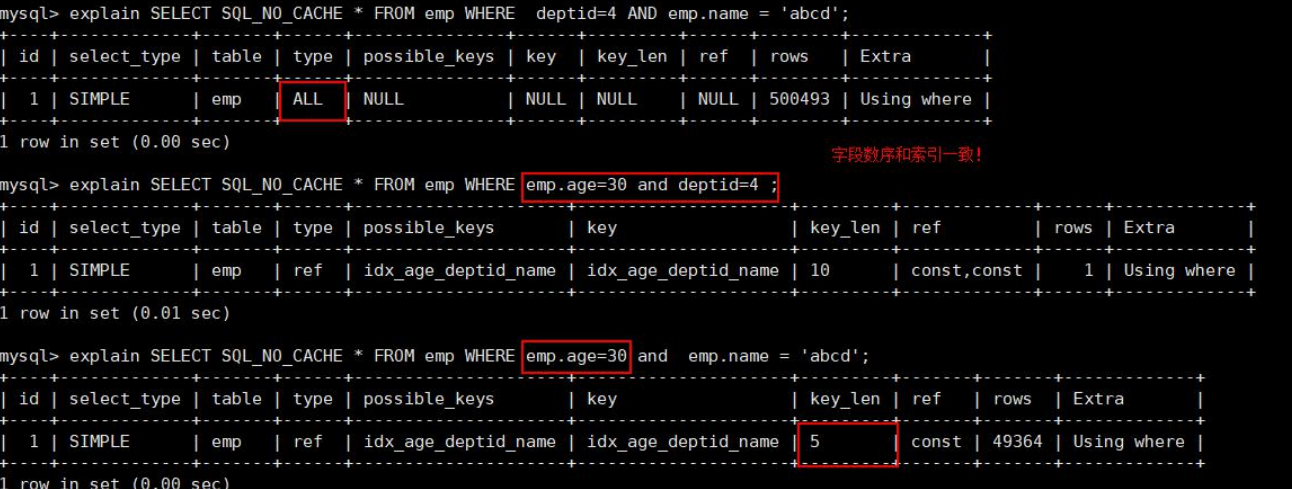 mysql> explain SELECT SQL_NO_CACHE * FROM emp WHERE  deptid=4 AND emp.name = 'abcd';
+----+-------------+-------+------+---------------+------+---------+------+--------+-------------+
| id | select_type | table | type | possible_keys | key  | key_len | ref  | rows   | Extra       |
+----+-------------+-------+------+---------------+------+---------+------+--------+-------------+
|  1 | SIMPLE      | emp   | ALL  | NULL          | NULL | NULL    | NULL | 500493 | Using where |
+----+-------------+-------+------+---------------+------+---------+------+--------+-------------+
1 row in set (0.00 sec)
字段数序和索引一致!
mysql> explain SELECT SQL_NO_CACHE * FROM emp WHERE emp.age=30 and deptid=4 ;
+----+-------------+-------+------+---------------------+---------------------+---------+-------------+------+-------------+
| id | select_type | table | type | possible_keys       | key                 | key_len | ref         | rows | Extra       |
+----+-------------+-------+------+---------------------+---------------------+---------+-------------+------+-------------+
|  1 | SIMPLE      | emp   | ref  | idx_age_deptid_name | idx_age_deptid_name | 10      | const,const |    1 | Using where |
+----+-------------+-------+------+---------------------+---------------------+---------+-------------+------+-------------+
1 row in set (0.01 sec)
mysql> explain SELECT SQL_NO_CACHE * FROM emp WHERE emp.age=30 and  emp.name = 'abcd';
+----+-------------+-------+------+---------------------+---------------------+---------+-------+-------+-------------+
| id | select_type | table | type | possible_keys       | key                 | key_len | ref   | rows  | Extra       |
+----+-------------+-------+------+---------------------+---------------------+---------+-------+-------+-------------+
|  1 | SIMPLE      | emp   | ref  | idx_age_deptid_name | idx_age_deptid_name | 5       | const | 49364 | Using where |
+----+-------------+-------+------+---------------------+---------------------+---------+-------+-------+-------------+
1 row in set (0.00 sec)